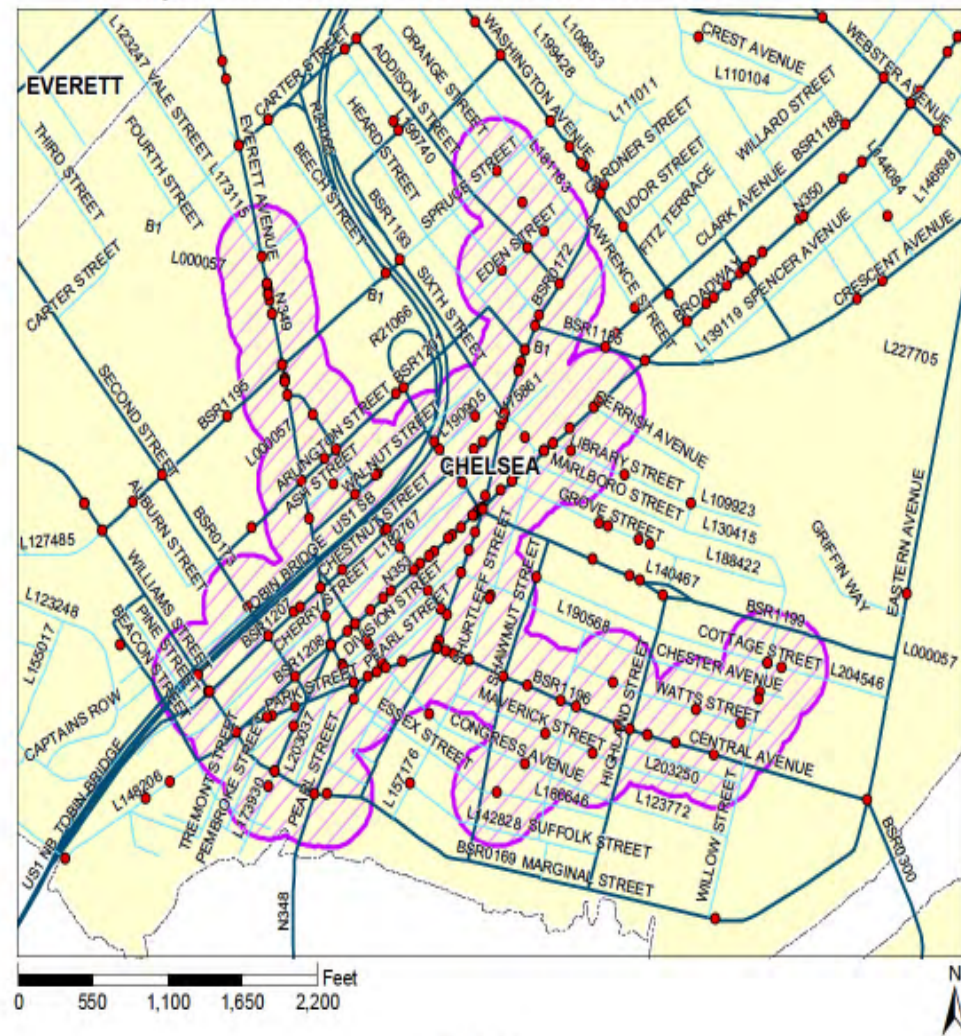 L123247
VALE STREET
L173115
ORANGE STREET
ADDISON STREET
WASHINGTON AVENUE
L199428
L109553
CREST AVENUE
L110104
WEBSTER AVENUE
EVERETT
CARTER STREET
THIRD STREET
FOURTH STREET
EVERETT AVENUE
BEECH STREET
HEARD STREET
L190740
SPRUCE STREET
L111011
GARDNER STREET
TUDOR STREET
FITZ TERRACE
WILLARD STREET
BSR1188
CLARK AVENUE
N350
L144084
L146698
B1
L000057
CARTER STREET
BSR1193
EDEN STREET
BSR0172
LAWRENCE STREET
BROADWAY
L139119
SPENCER AVENUE
CRESCENT AVENUE
N349
B1
R21066
SIXTH STREET
B1
L227705
SECOND STREET
BSR1195
L000057
ARLINGTON STREET
ASH STREET
WALNUT STREET
L190905
CHELSEA
GERRISH AVENUE
LIBRARY STREET
MARLBORO STREET
L109923
L130415
GROVE STREET
L188422
GRIFFIN WAY
EASTERN AVENUE
L127485
AUBURN STREET
TOBIN BRIDGE US1 SB
CHESTNUT STREET
L140467
BSR1199
L123248
WILLIAMS STREET
PINE STREET
BEACON STREET
CHERRY STREET
DIVISION STREET
PEARL STREET
SHURTLEFF STREET
SHAWMUT STREET
L190568
COTTAGE STREET
CHESTER AVENUE
L204546
L000057
L155017
BSR1208
PARK STREET
BSR1196
WATTS STREET
CAPTAINS ROW
MAVERICK STREET
HIGHLAND STREET
CENTRAL AVENUE
ESSEX STREET
CONGRESS AVENUE
L203037
L203250
L148206
TREMONT STREET
PEMBROKE STREET
L173930
PEARL STREET
L157176
L123772
L142828
SUFFOLK STREET
WILLOW STREET
US1 NB TOBIN BRIDGE
BSR0169 MARGINAL STREET
BSR0300
N348
Feet
0 550 1,100 1,650 2,200
N